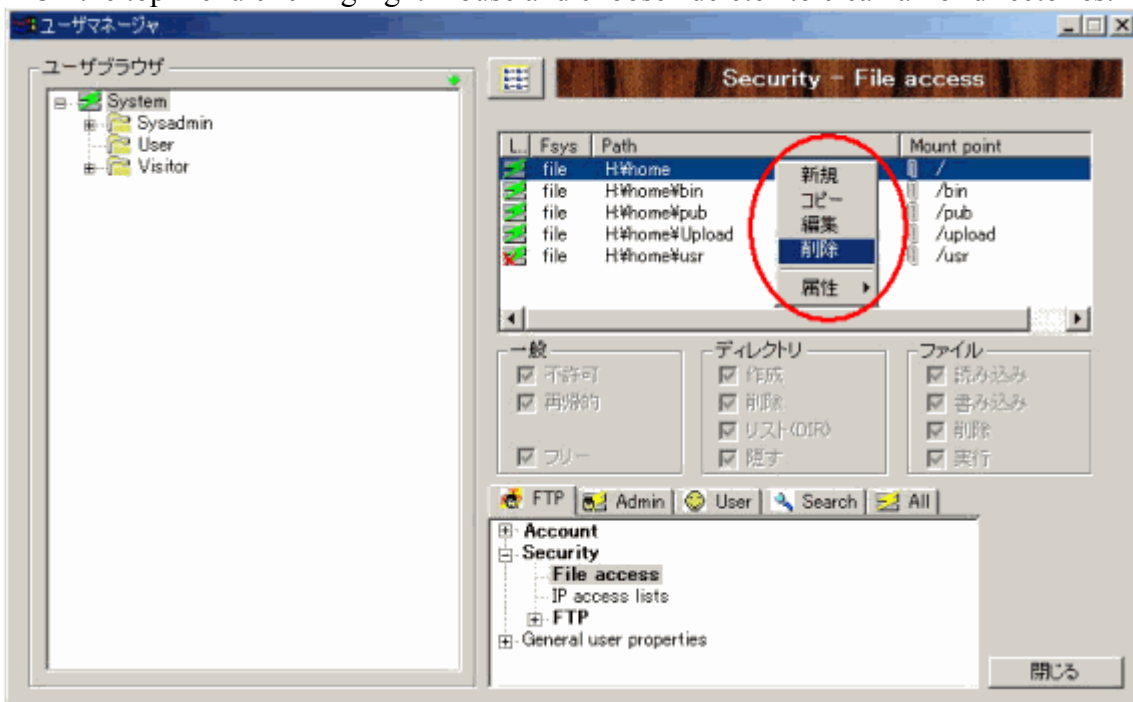 ユーザマネージャ
ユーザブラウザ
System
Sysadmin
User
Visitor
Security - File access
L... Fsys Path Mount point
file H:¥home /
file H:¥home¥bin /bin
file H:¥home¥pub /pub
file H:¥home¥Upload /upload
file H:¥home¥usr /usr
新規
コピー
編集
削除
属性
一般
不許可
再帰的
フリー
ディレクトリ
作成
削除
リスト(DIR)
隠す
ファイル
読み込み
書き込み
削除
実行
FTP Admin User Search All
Account
Security
File access
IP access lists
FTP
General user properties
閉じる